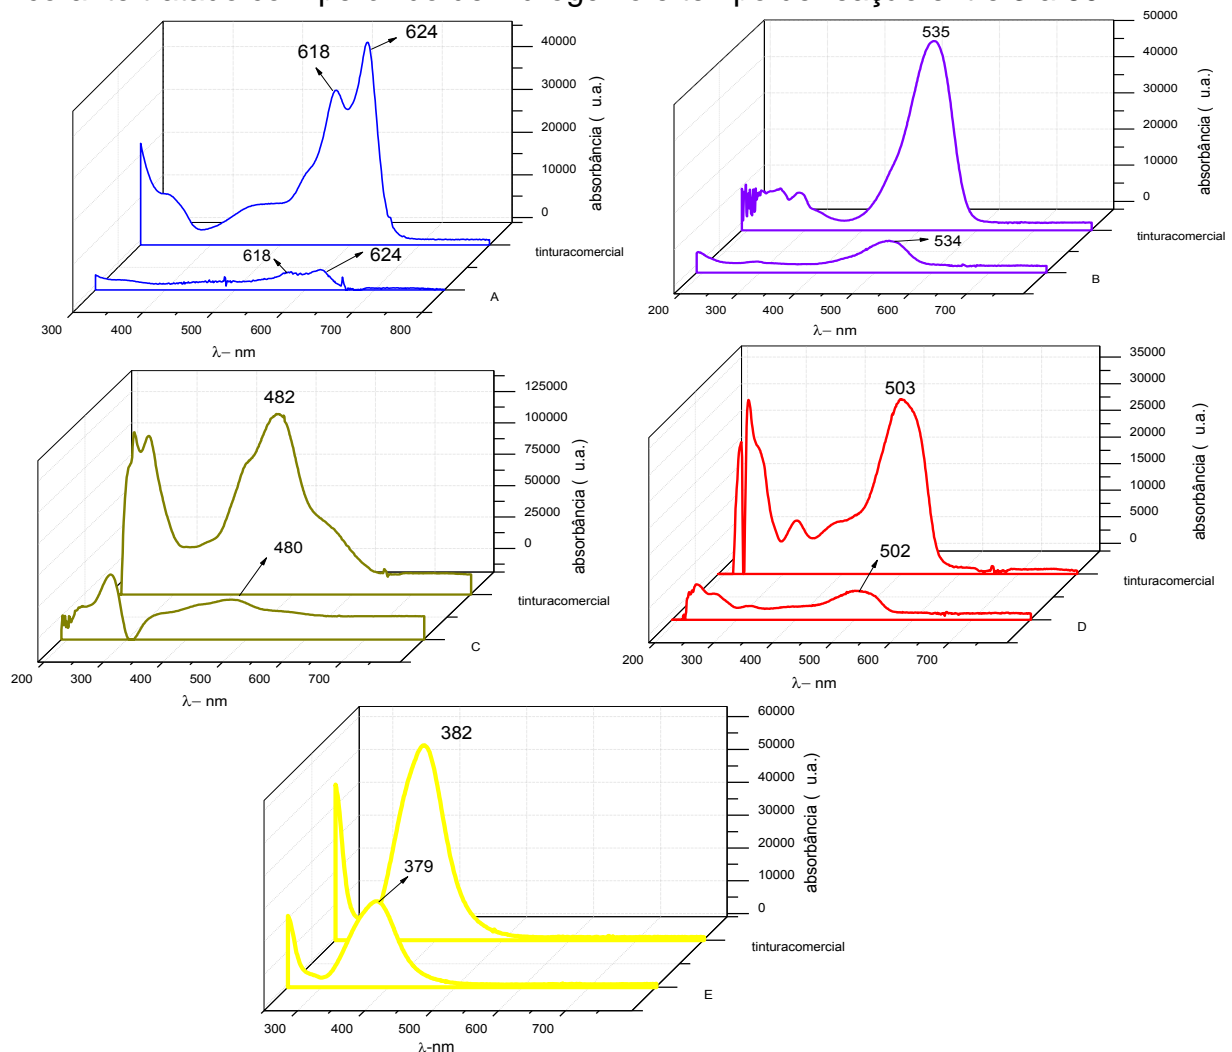 618
624
40000
30000
20000
10000
0
absorbância ( u.a.)
618
624
tinturacomercial
A
300 400 500 600 700 800
λ– nm
535
50000
40000
30000
20000
10000
0
absorbância ( u.a.)
534
tinturacomercial
B
200 300 400 500 600 700
λ– nm
482
125000
100000
75000
50000
25000
0
absorbância ( u.a.)
480
tinturacomercial
C
200 300 400 500 600 700
λ– nm
503
35000
30000
25000
20000
15000
10000
5000
0
absorbância ( u.a.)
502
tinturacomercial
D
200 300 400 500 600 700
λ– nm
382
60000
50000
40000
30000
20000
10000
0
absorbância ( u.a.)
379
tinturacomercial
E
300 400 500 600 700
λ-nm